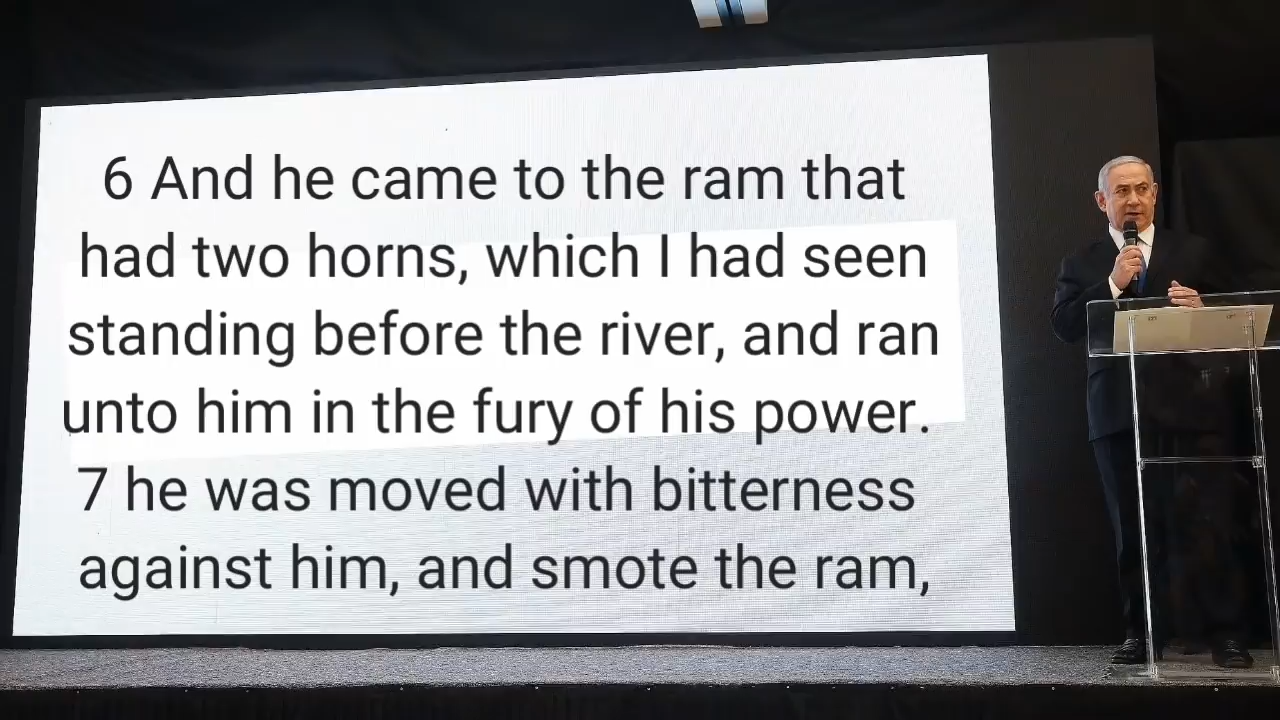 6 And he came to the ram that
had two horns, which I had seen
standing before the river, and ran
unto him in the fury of his power.
7 he was moved with bitterness
against him, and smote the ram,